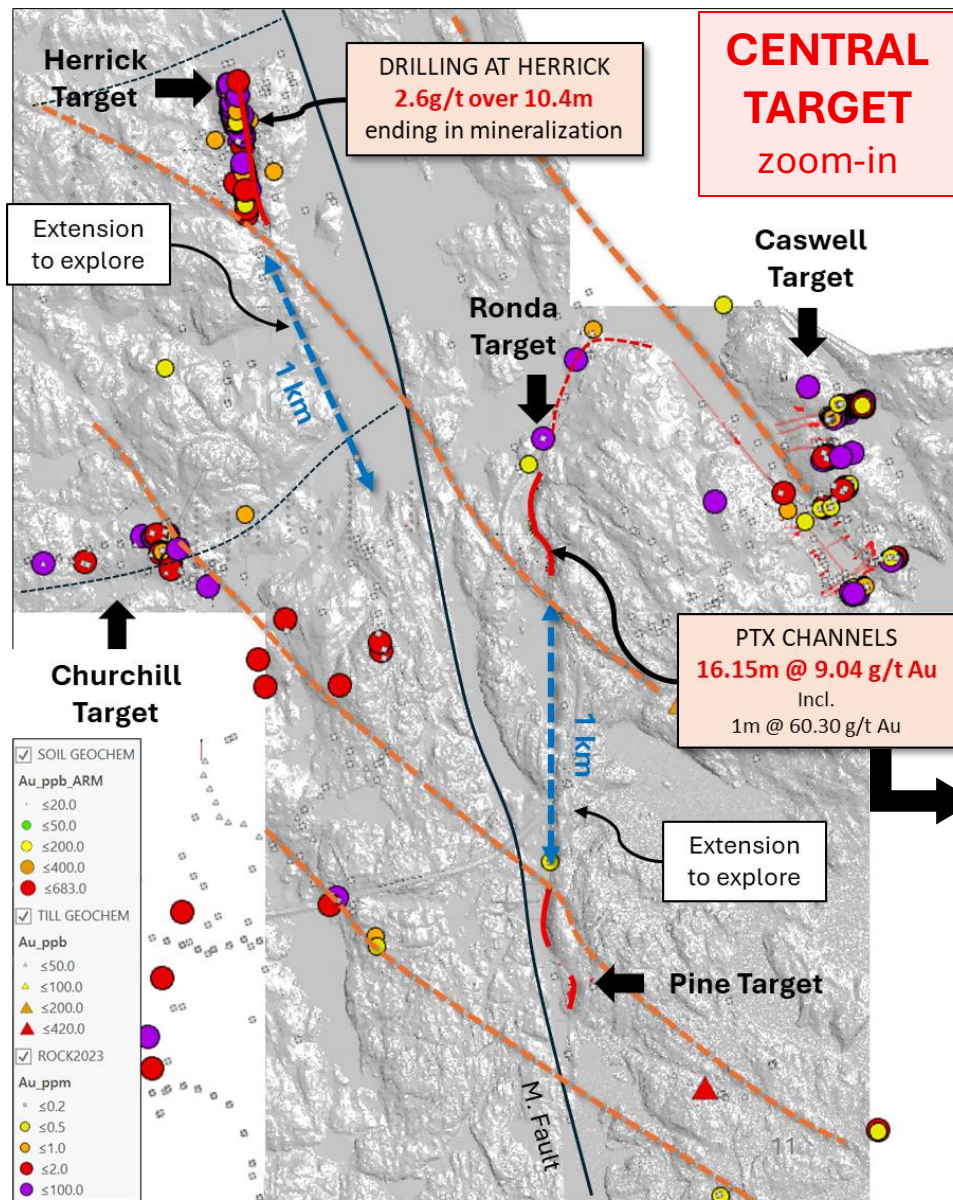 CENTRAL
TARGET
zoom-in
Herrick
Target
DRILLING AT HERRICK
2.6g/t over 10.4m
ending in mineralization
Extension
to explore
1 km
Ronda
Target
Caswell
Target
Churchill
Target
PTX CHANNELS
16.15m @ 9.04 g/t Au
Incl.
1m @ 60.30 g/t Au
1 km
Extension
to explore
Pine Target
M. Fault
11
SOIL GEOCHEM
Au_ppb_ARM
≤20.0
≤50.0
≤200.0
≤400.0
≤683.0
TILL GEOCHEM
Au_ppb
≤50.0
≤100.0
≤200.0
≤420.0
ROCK2023
Au_ppm
≤0.2
≤0.5
≤1.0
≤2.0
≤100.0